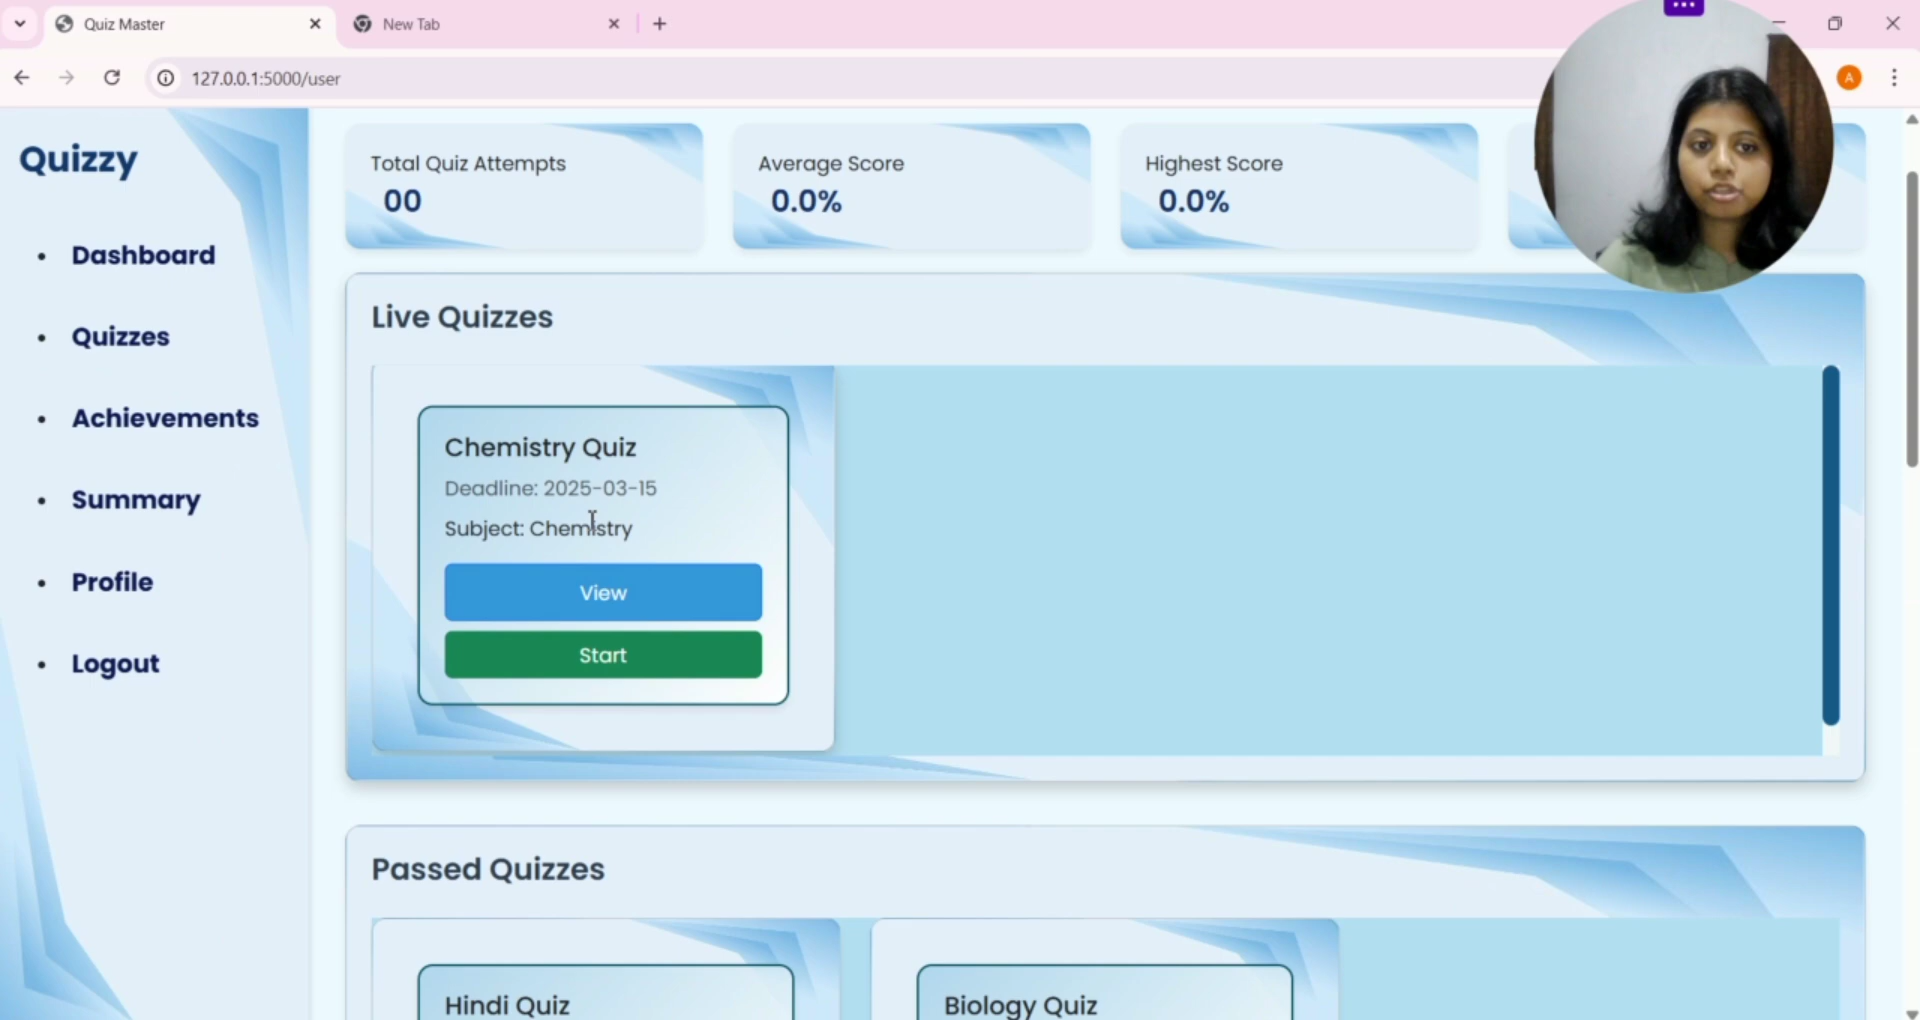 Quiz Master
New Tab
127.0.0.1:5000/user
A
Quizzy
Dashboard
Quizzes
Achievements
Summary
Profile
Logout
Total Quiz Attempts
00
Average Score
0.0%
Highest Score
0.0%
Live Quizzes
Chemistry Quiz
Deadline: 2025-03-15
Subject: Chemistry
View
Start
Passed Quizzes
Hindi Quiz
Biology Quiz